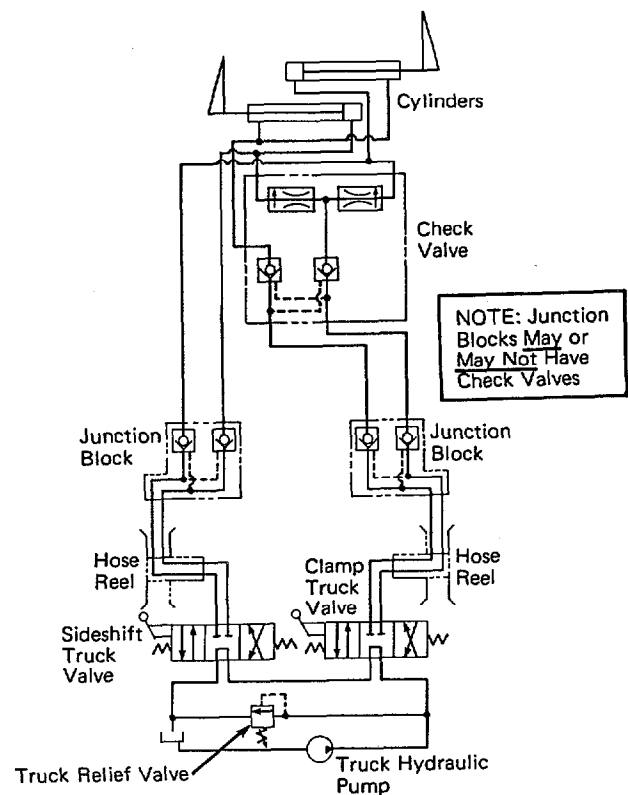 Cylinders
Check
Valve
NOTE: Junction
Blocks May or
May Not Have
Check Valves
Junction
Block
Junction
Block
Hose
Reel
Clamp
Truck
Valve
Hose
Reel
Sideshift
Truck
Valve
Truck Relief Valve
Truck Hydraulic
Pump